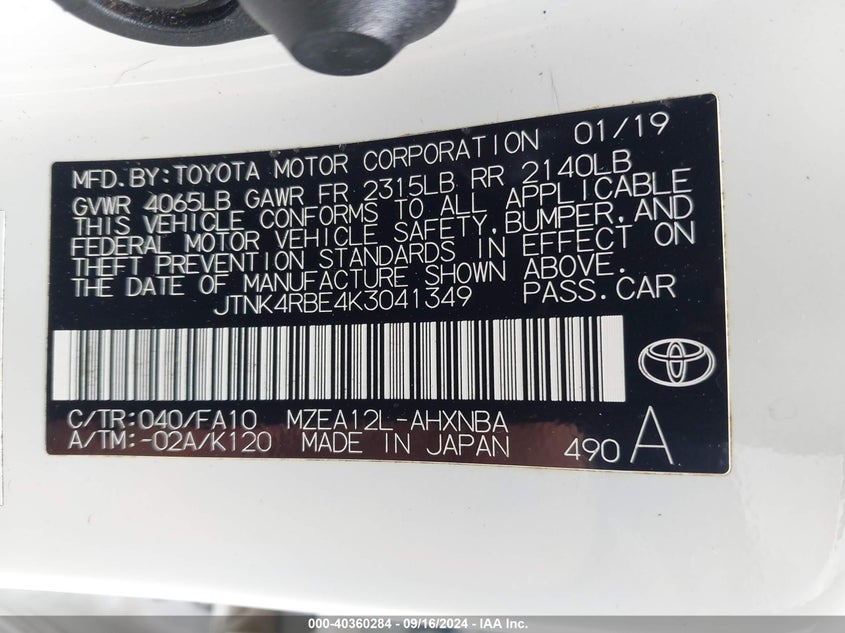 MFD. BY: TOYOTA MOTOR CORPORATION 01/19
GVWR 4065LB GAWR FR 2315LB RR 2140LB
THIS VEHICLE CONFORMS TO ALL APPLICABLE
FEDERAL MOTOR VEHICLE SAFETY, BUMPER, AND
THEFT PREVENTION STANDARDS IN EFFECT ON
THE DATE OF MANUFACTURE SHOWN ABOVE.
JTNK4RBE4K3041349 PASS. CAR
C/TR: 040/FA10 MZEA12L-AHXNBA
A/TM: -02A/K120 MADE IN JAPAN 490 A
000-40360284 - 09/16/2024 - IAA Inc.